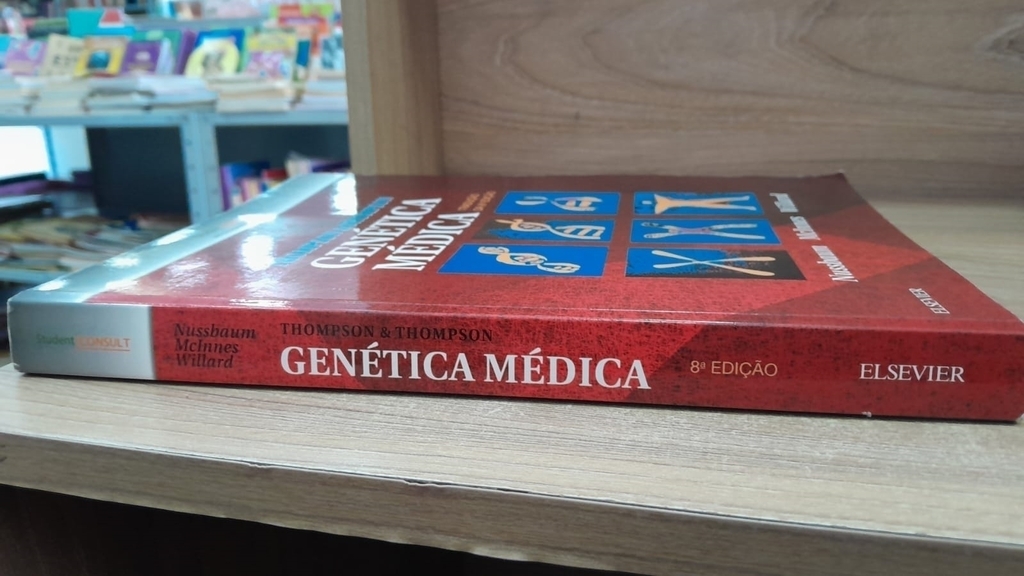 GENÉTICA
MÉDICA
Nussbaum McInnes Willard
ELSEVIER
Student CONSULT
Nussbaum
McInnes
Willard
THOMPSON & THOMPSON
GENÉTICA MÉDICA
8ª EDIÇÃO
ELSEVIER